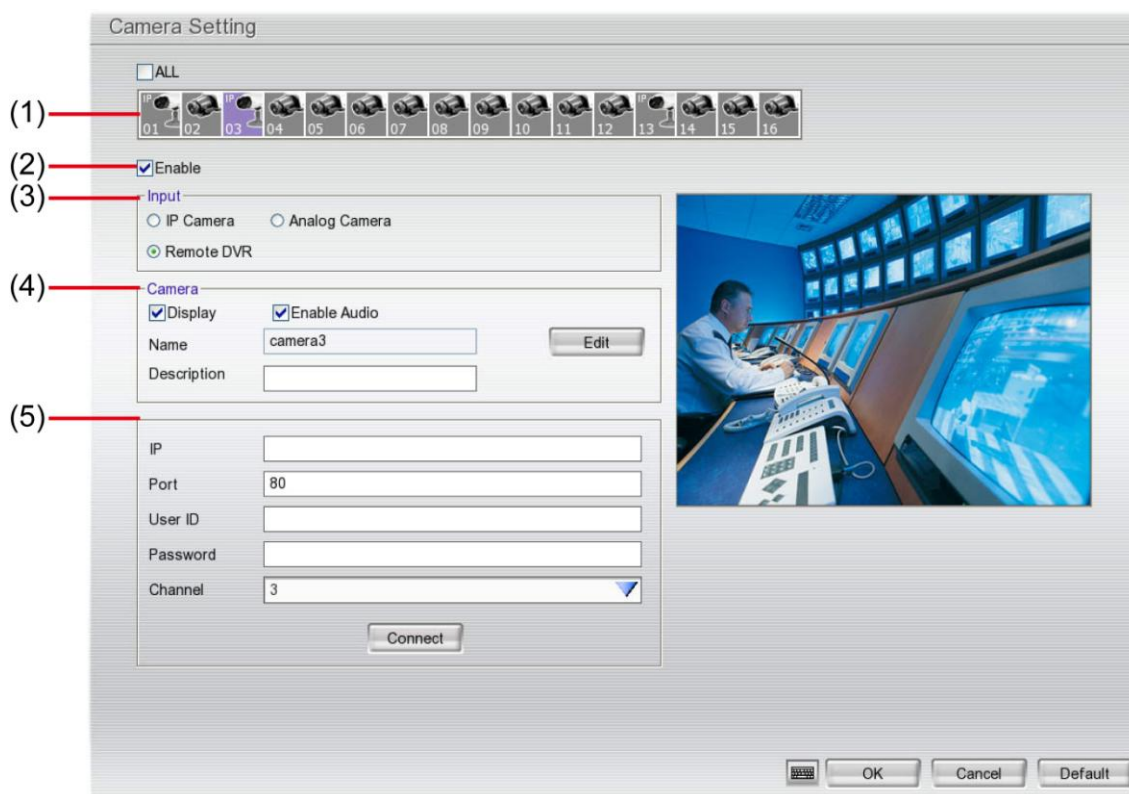 Camera Setting
ALL
(1)
IP IP IP
01 02 03 04 05 06 07 08 09 10 11 12 13 14 15 16
(2) Enable
(3) Input
IP Camera Analog Camera
Remote DVR
(4) Camera
Display Enable Audio
Name camera3 Edit
Description
(5)
IP
Port 80
User ID
Password
Channel 3
Connect
OK Cancel Default